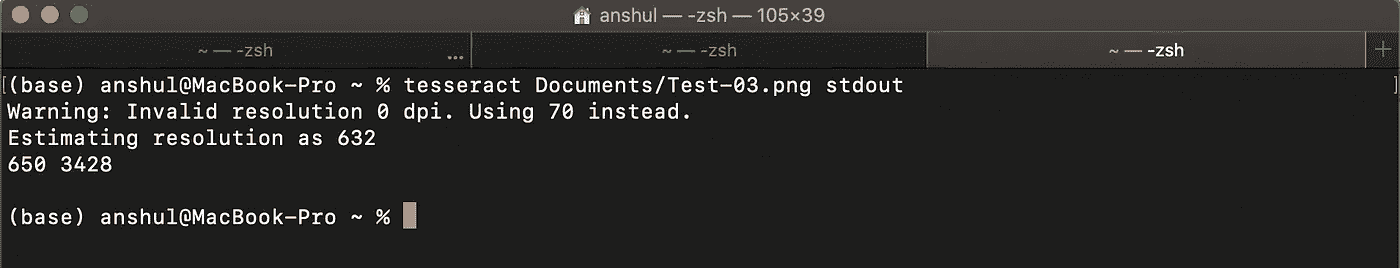 anshul — -zsh — 105×39
~ — -zsh ... ~ — -zsh ~ — -zsh +
[(base) anshul@MacBook-Pro ~ % tesseract Documents/Test-03.png stdout ]
Warning: Invalid resolution 0 dpi. Using 70 instead.
Estimating resolution as 632
650 3428
(base) anshul@MacBook-Pro ~ %